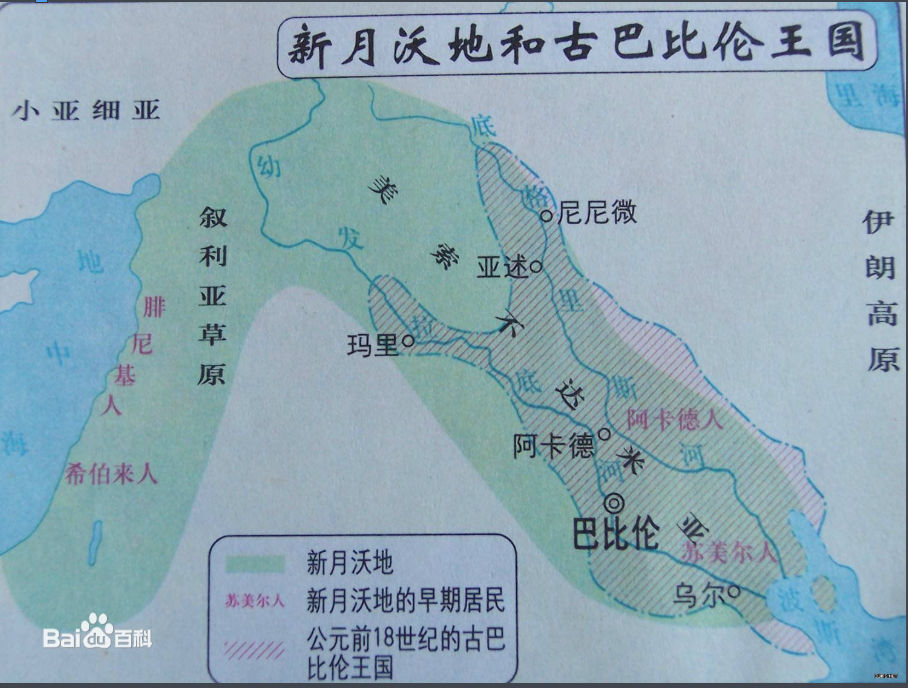 新月沃地和古巴比伦王国
里海
小亚细亚
底格里斯河
幼发拉底河
美索不达米亚
叙利亚草原
伊朗高原
尼尼微
亚述
地中海
腓尼基人
玛里
阿卡德人
阿卡德
希伯来人
巴比伦
苏美尔人
乌尔
波斯湾
新月沃地
苏美尔人 新月沃地的早期居民
公元前18世纪的古巴
比伦王国
Bai du 百科